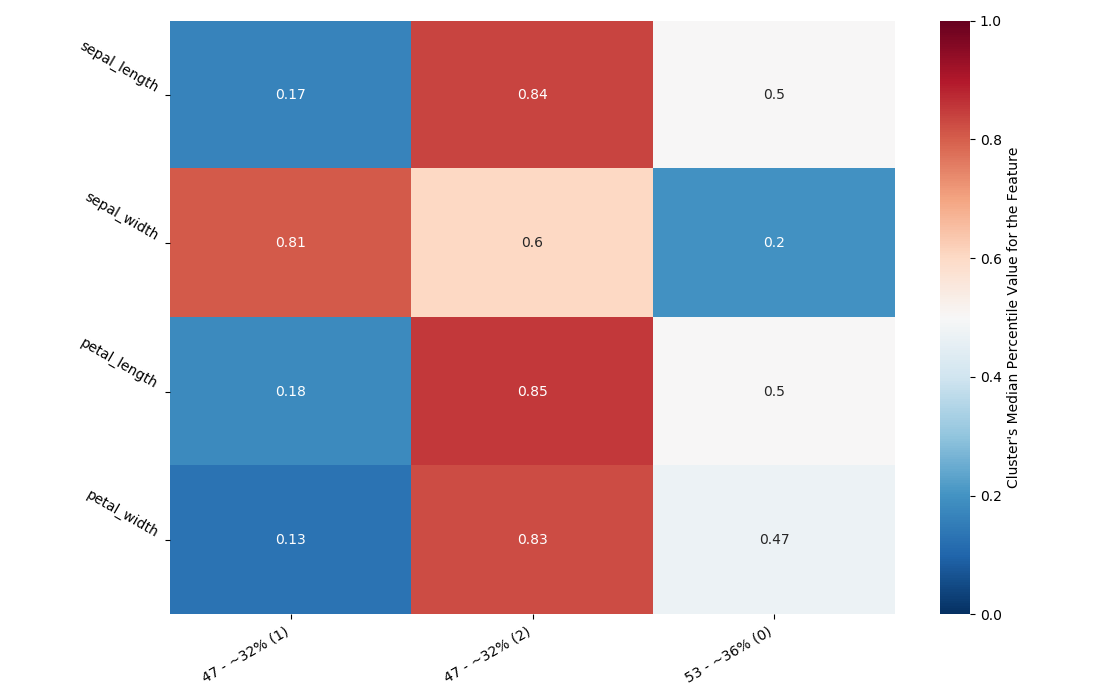 sepal_length
0.17
0.84
0.5
sepal_width
0.81
0.6
0.2
petal_length
0.18
0.85
0.5
petal_width
0.13
0.83
0.47
47 - ~32% (1)
47 - ~32% (2)
53 - ~36% (0)
1.0
0.8
0.6
0.4
0.2
0.0
Cluster's Median Percentile Value for the Feature